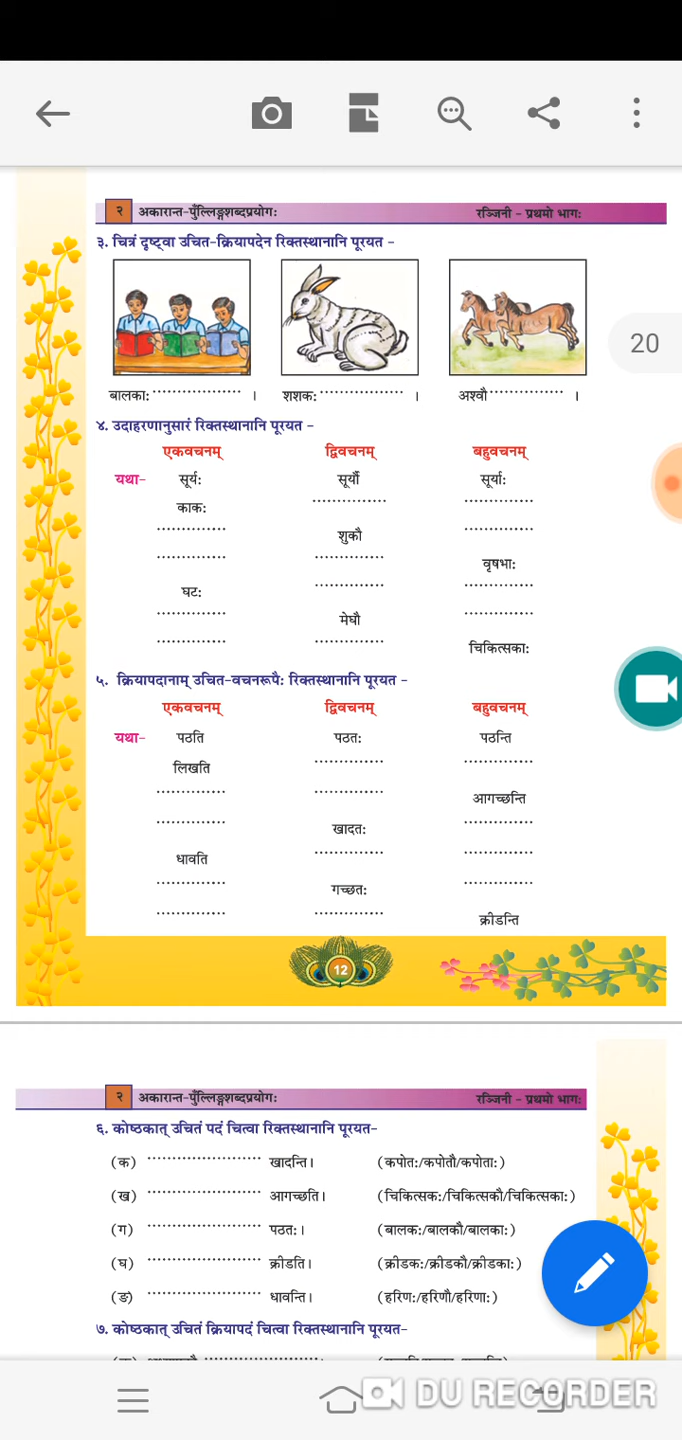 २ अकारान्त-पुँल्लिङ्गशब्दप्रयोगः रञ्जिनी - प्रथमो भागः
३. चित्रं दृष्ट्वा उचित-क्रियापदेन रिक्तस्थानानि पूरयत -
20
बालकाः .................. । शशकः ................. । अश्वौ ............... ।
४. उदाहरणानुसारं रिक्तस्थानानि पूरयत -
एकवचनम् द्विवचनम् बहुवचनम्
यथा- सूर्यः सूर्यौ सूर्याः
काकः ............... ..............
.............. शुकौ ..............
.............. .............. वृषभाः
घटः .............. ..............
.............. मेघौ ..............
.............. .............. चिकित्सकाः
५. क्रियापदानाम् उचित-वचनरूपैः रिक्तस्थानानि पूरयत -
एकवचनम् द्विवचनम् बहुवचनम्
यथा- पठति पठतः पठन्ति
लिखति .............. ..............
.............. .............. आगच्छन्ति
.............. खादतः ..............
धावति .............. ..............
.............. गच्छतः ..............
.............. .............. क्रीडन्ति
12
२ अकारान्त-पुँल्लिङ्गशब्दप्रयोगः रञ्जिनी - प्रथमो भागः
६. कोष्ठकात् उचितं पदं चित्वा रिक्तस्थानानि पूरयत-
(क) ....................... खादन्ति। (कपोतः/कपोतौ/कपोताः)
(ख) ....................... आगच्छति। (चिकित्सकः/चिकित्सकौ/चिकित्सकाः)
(ग) ....................... पठतः। (बालकः/बालकौ/बालकाः)
(घ) ....................... क्रीडति। (क्रीडकः/क्रीडकौ/क्रीडकाः)
(ङ) ....................... धावन्ति। (हरिणः/हरिणौ/हरिणाः)
७. कोष्ठकात् उचितं क्रियापदं चित्वा रिक्तस्थानानि पूरयत-
DU RECORDER